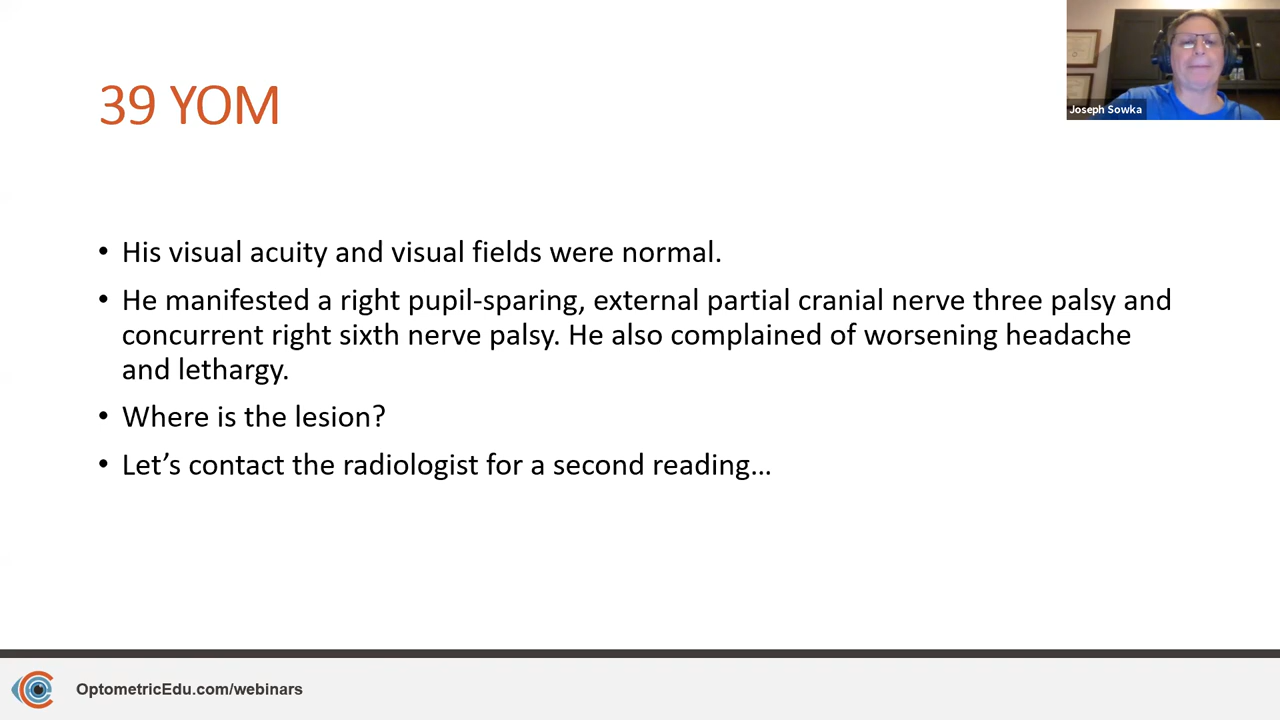 Joseph Sowka
39 YOM
• His visual acuity and visual fields were normal.
• He manifested a right pupil-sparing, external partial cranial nerve three palsy and
concurrent right sixth nerve palsy. He also complained of worsening headache
and lethargy.
• Where is the lesion?
• Let’s contact the radiologist for a second reading…
OptometricEdu.com/webinars